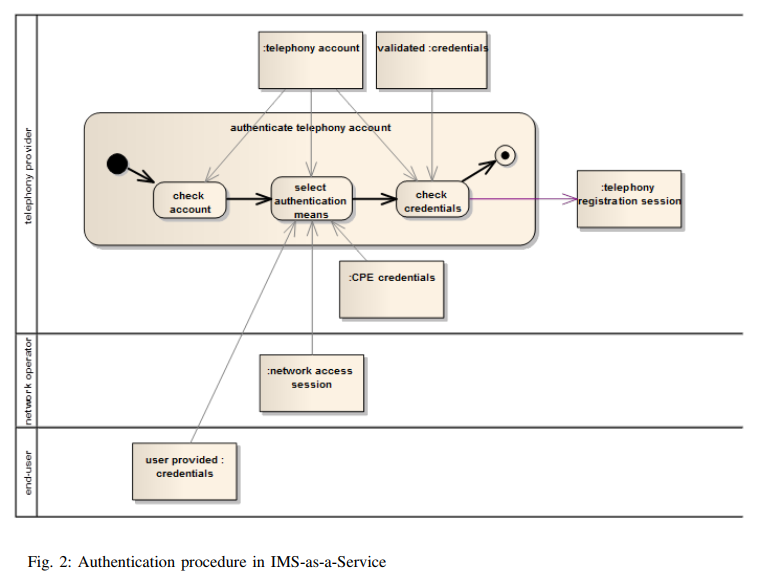 telephony provider
:telephony account
validated :credentials
authenticate telephony account
check
account
select
authentication
means
check
credentials
:telephony
registration session
:CPE credentials
network operator
:network access
session
end-user
user provided :
credentials
Fig. 2: Authentication procedure in IMS-as-a-Service